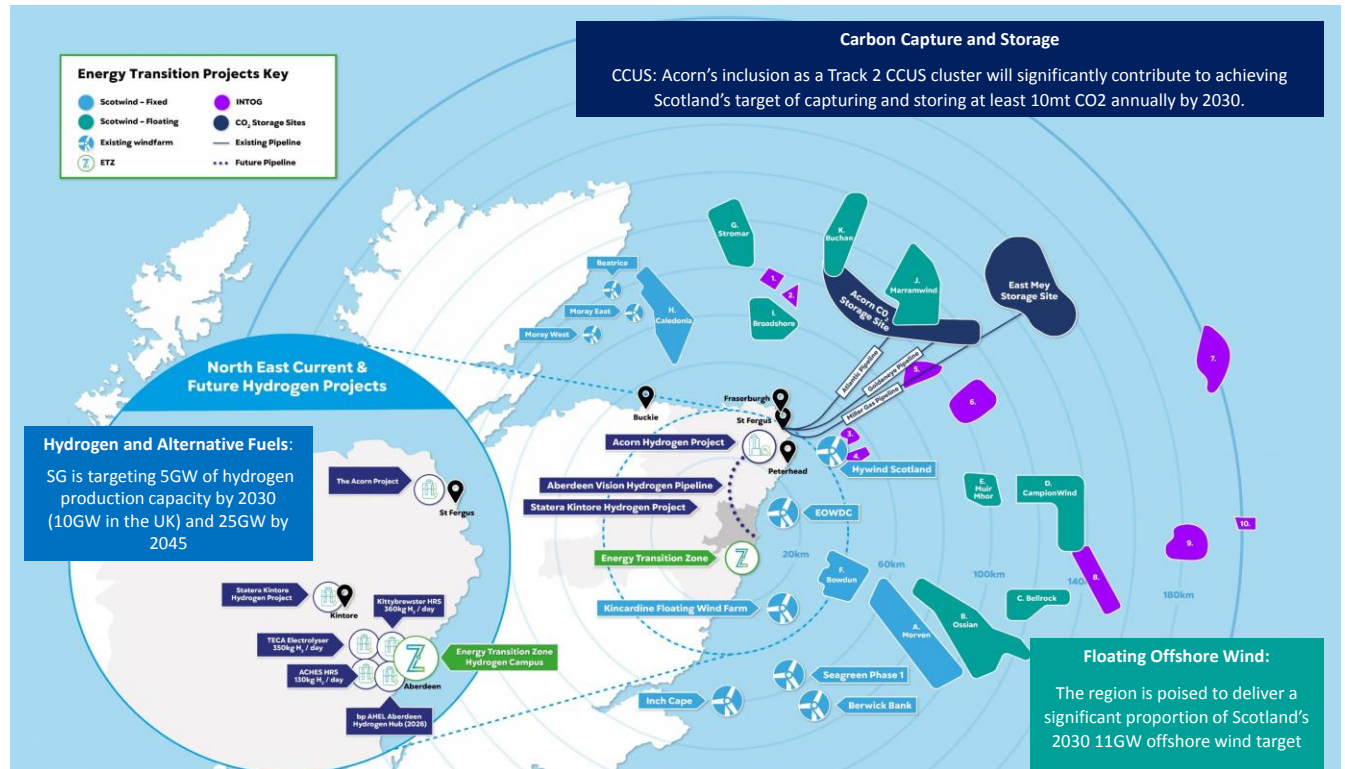 Carbon Capture and Storage
CCUS: Acorn's inclusion as a Track 2 CCUS cluster will significantly contribute to achieving
Scotland's target of capturing and storing at least 10mt CO2 annually by 2030.
Energy Transition Projects Key
Scotwind – Fixed
Scotwind – Floating
Existing windfarm
Z
ETZ
INTOG
CO₂ Storage Sites
Existing Pipeline
Future Pipeline
G.
Stromar
K.
Buchan
J.
Marramwind
East Mey
Storage Site
Acorn CO₂
Storage Site
1.
2.
I.
Broadshore
Beatrice
Moray East
Moray West
H.
Caledonia
Atlantic Pipeline
Goldeneye Pipeline
Miller Gas Pipeline
5.
6.
7.
Buckie
Fraserburgh
St Fergus
Peterhead
3.
4.
Hywind Scotland
Acorn Hydrogen Project
Aberdeen Vision Hydrogen Pipeline
Statera Kintore Hydrogen Project
EOWDC
Energy Transition Zone
Z
Kincardine Floating Wind Farm
20km
60km
100km
140
180km
E.
Muir
Mhor
D.
CampionWind
9.
10.
8.
F.
Bowdun
A.
Morven
B.
Ossian
C. Bellrock
Seagreen Phase 1
Inch Cape
Berwick Bank
North East Current &
Future Hydrogen Projects
Hydrogen and Alternative Fuels:
SG is targeting 5GW of hydrogen
production capacity by 2030
(10GW in the UK) and 25GW by
2045
The Acorn Project
St Fergus
Statera Kintore
Hydrogen Project
Kintore
Kittybrewster HRS
360kg H₂ / day
TECA Electrolyser
350kg H₂ / day
ACHES HRS
130kg H₂ / day
Z
Aberdeen
Energy Transition Zone
Hydrogen Campus
bp AHEL Aberdeen
Hydrogen Hub (2026)
Floating Offshore Wind:
The region is poised to deliver a
significant proportion of Scotland's
2030 11GW offshore wind target